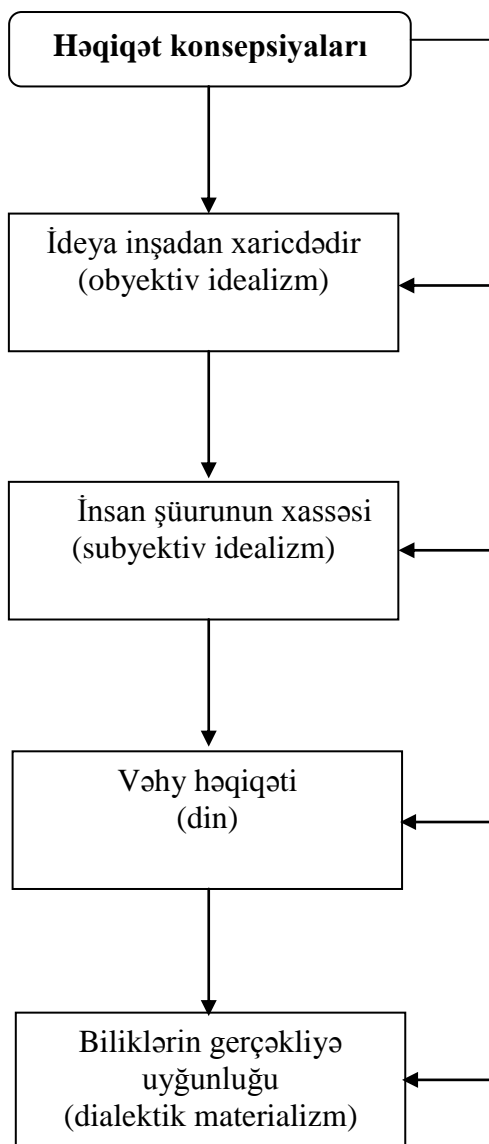 Həqiqət konsepsiyaları
İdeya inşadan xaricdədir
(obyektiv idealizm)
İnsan şüurunun xassəsi
(subyektiv idealizm)
Vəhy həqiqəti
(din)
Biliklərin gerçəkliyə
uyğunluğu
(dialektik materializm)